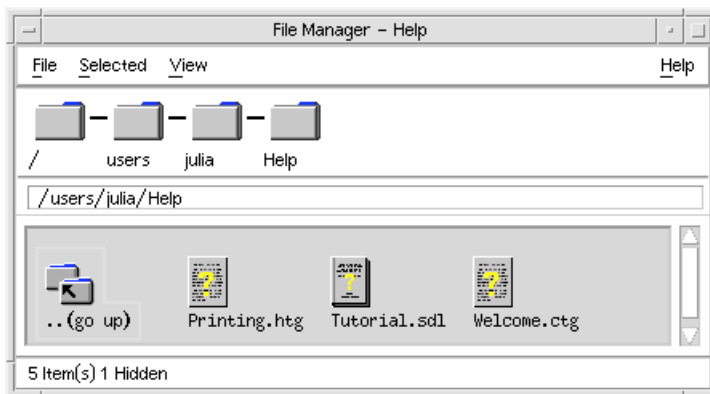 File Manager – Help
File Selected View Help
/ users julia Help
/users/julia/Help
..(go up) Printing.htg Tutorial.sdl Welcome.ctg
5 Item(s) 1 Hidden